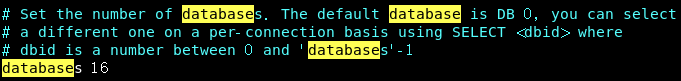 # Set the number of databases. The default database is DB 0, you can select
# a different one on a per-connection basis using SELECT <dbid> where
# dbid is a number between 0 and 'databases'-1
databases 16